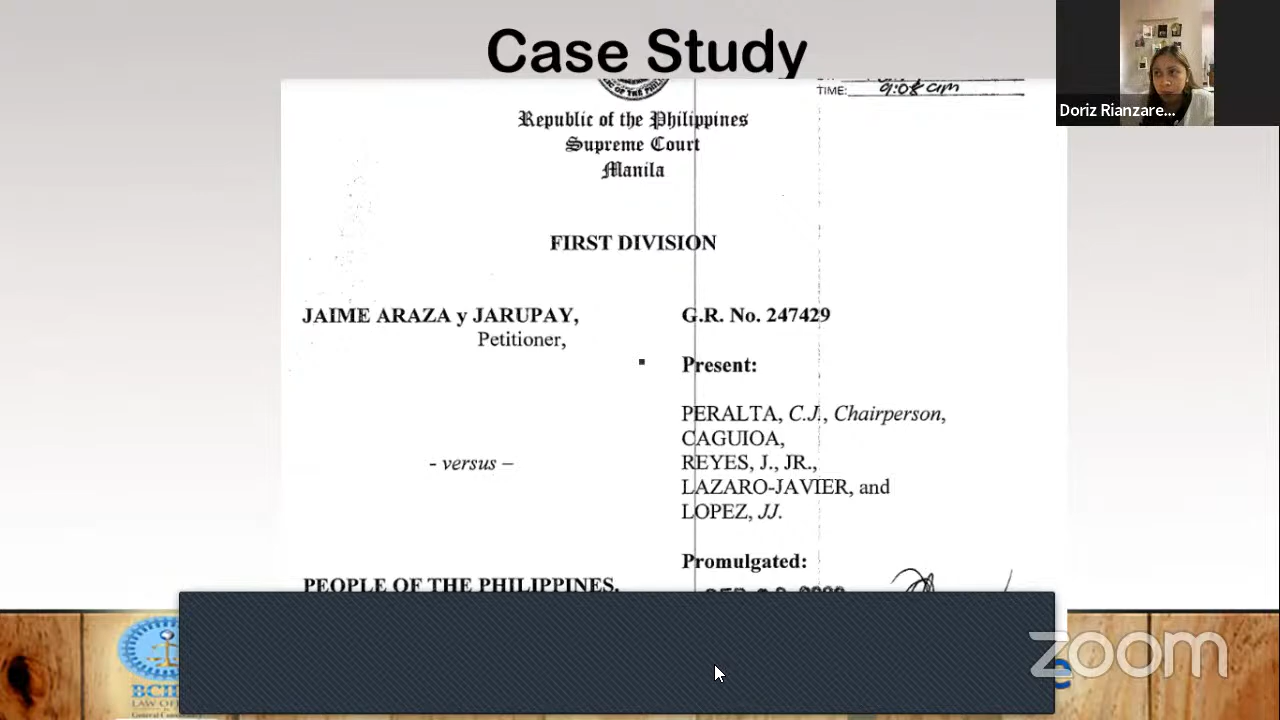 Case Study
TIME: 9:08 am
Republic of the Philippines
Supreme Court
Manila
FIRST DIVISION
JAIME ARAZA y JARUPAY,
Petitioner,
- versus –
PEOPLE OF THE PHILIPPINES,
G.R. No. 247429
Present:
PERALTA, C.J., Chairperson,
CAGUIOA,
REYES, J., JR.,
LAZARO-JAVIER, and
LOPEZ, JJ.
Promulgated:
Doriz Rianzare...
zoom